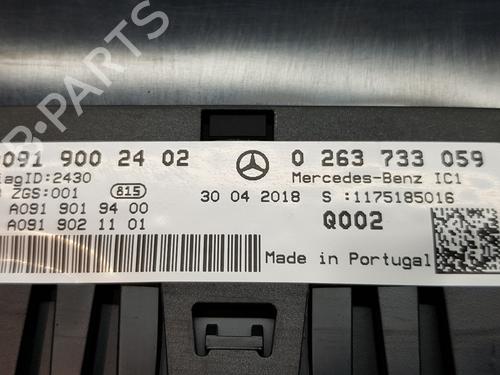 091 900 24 02
0 263 733 059
iagID:2430
Mercedes-Benz IC1
ZGS:001
815
30 04 2018
S :1175185016
A091 901 94 00
A091 902 11 01
Q002
Made in Portugal
B-PARTS